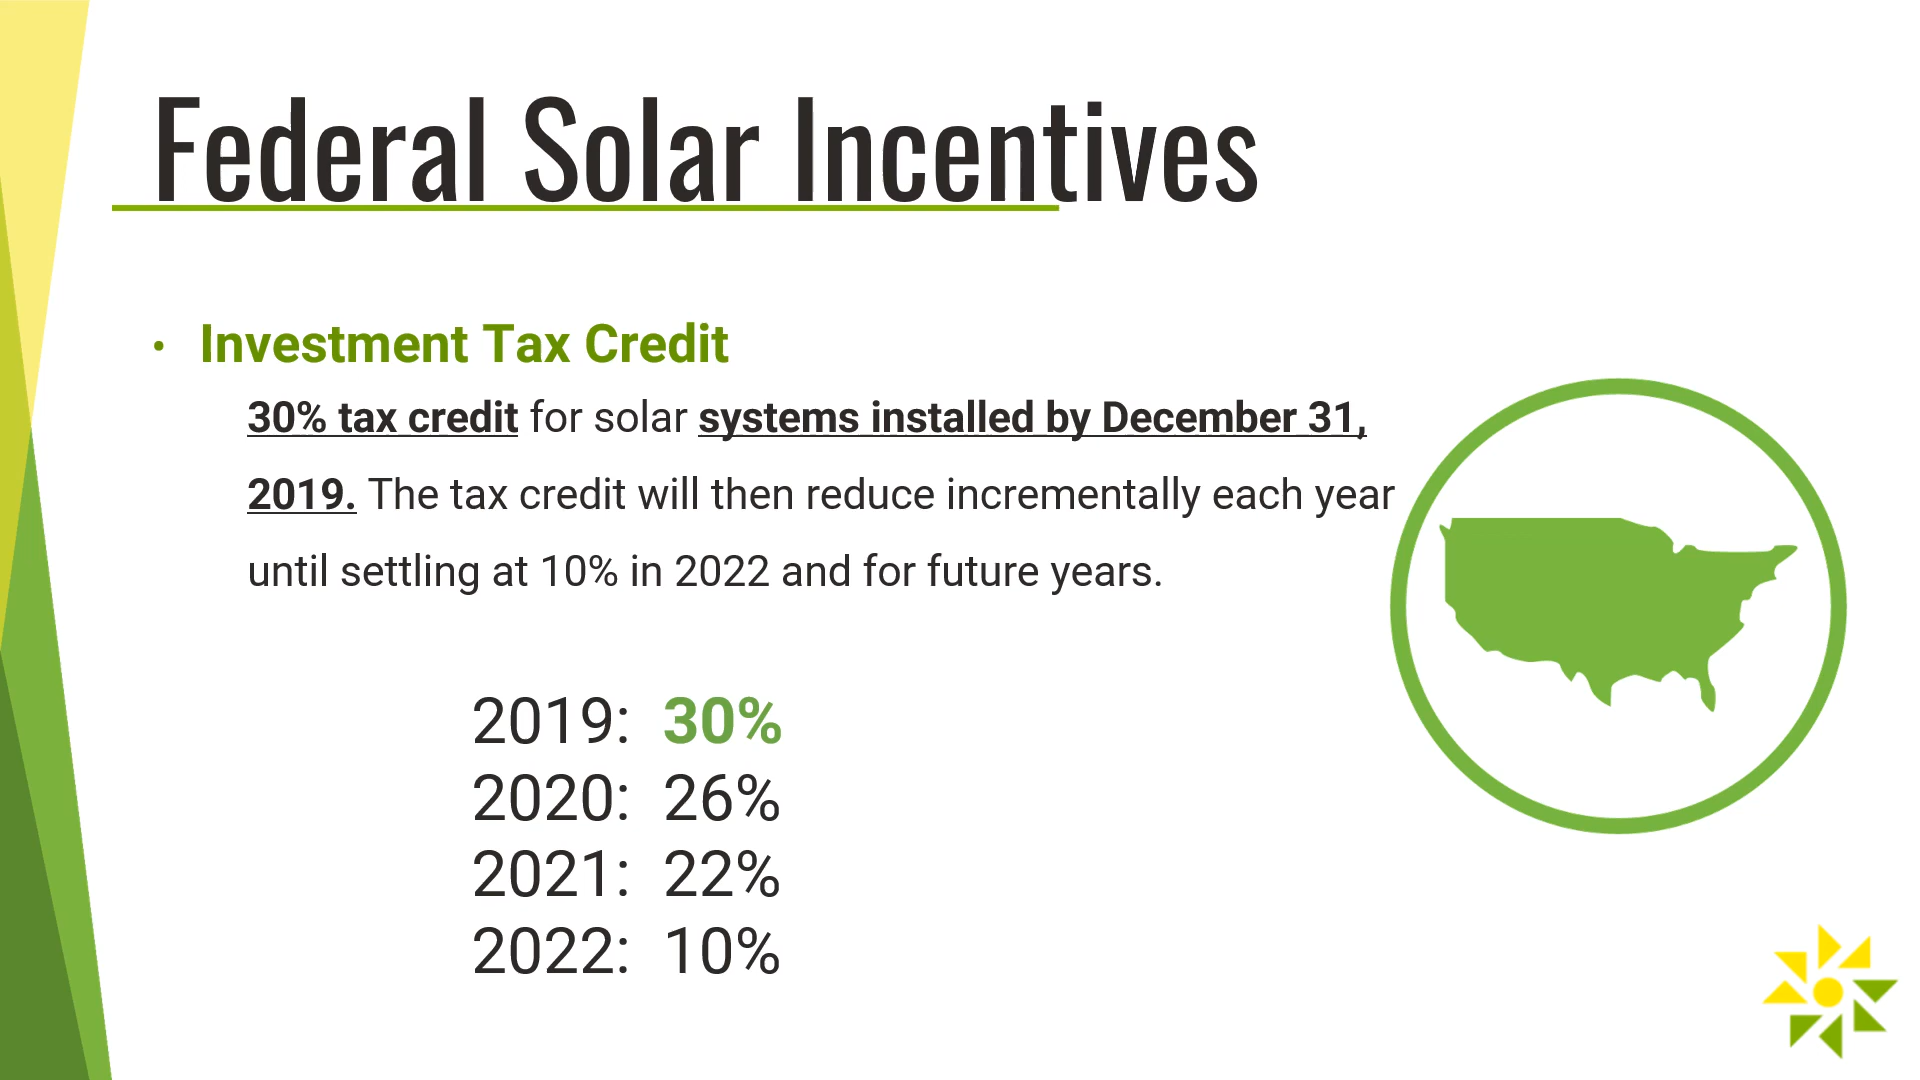 Federal Solar Incentives
• Investment Tax Credit
30% tax credit for solar systems installed by December 31,
2019. The tax credit will then reduce incrementally each year
until settling at 10% in 2022 and for future years.
2019: 30%
2020: 26%
2021: 22%
2022: 10%